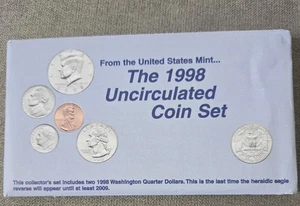 From the United States Mint...
The 1998
Uncirculated
Coin Set
This collector's set includes two 1998 Washington Quarter Dollars. This is the last time the heraldic eagle
reverse will appear until at least 2009.